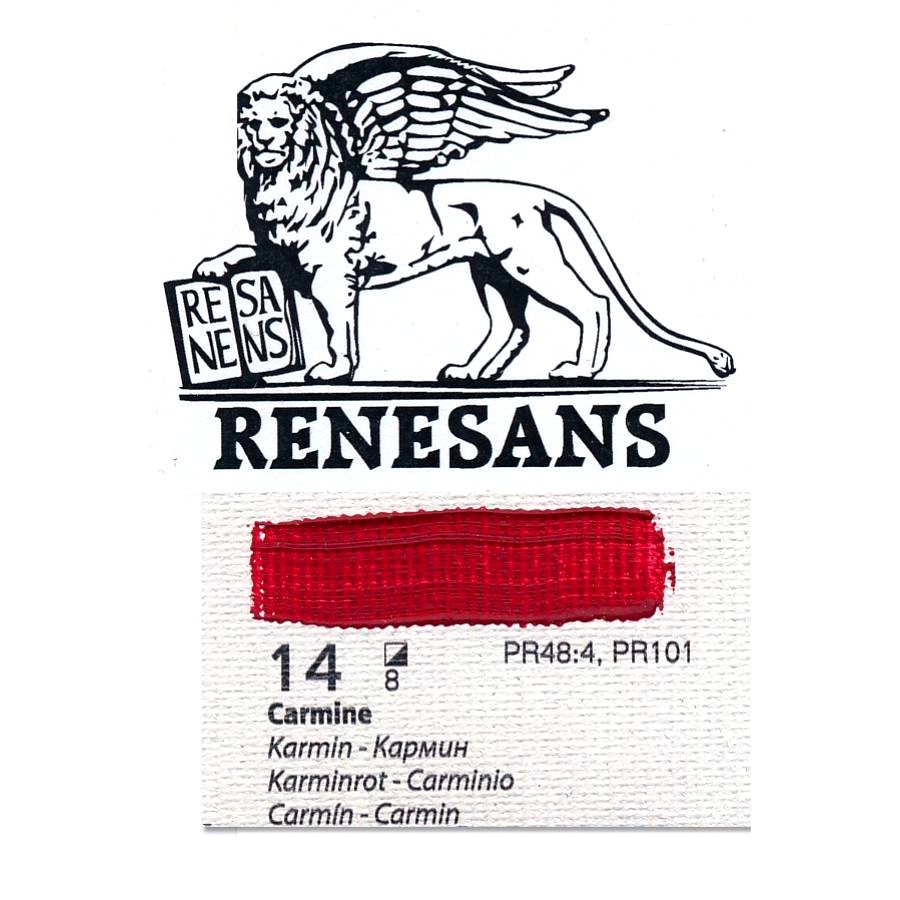 RE SA
NE NS
RENESANS
14 8 PR48:4, PR101
Carmine
Karmin - Кармин
Karminrot - Carminio
Carmín - Carmin